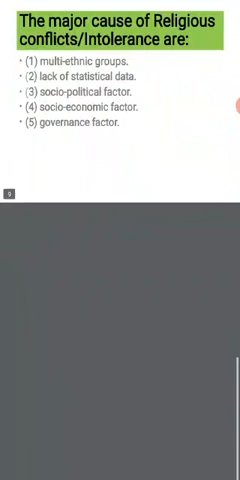 The major cause of Religious
conflicts/Intolerance are:
• (1) multi-ethnic groups.
• (2) lack of statistical data.
• (3) socio-political factor.
• (4) socio-economic factor.
• (5) governance factor.
9